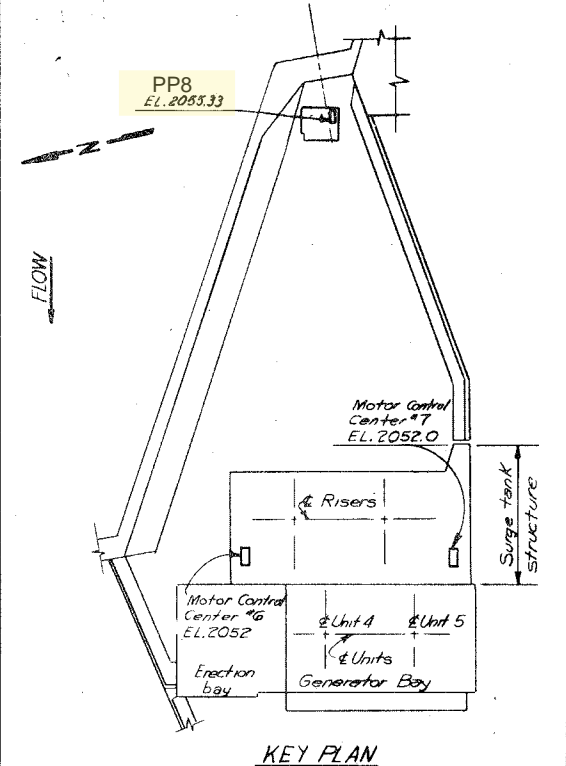 PP8
EL. 2055.33
N
FLOW
Motor Control
Center #7
EL. 2052.0
Surge tank
structure
℄ Risers
Motor Control
Center #6
EL. 2052
℄ Unit 4
℄ Unit 5
℄ Units
Erection
bay
Generator Bay
KEY PLAN